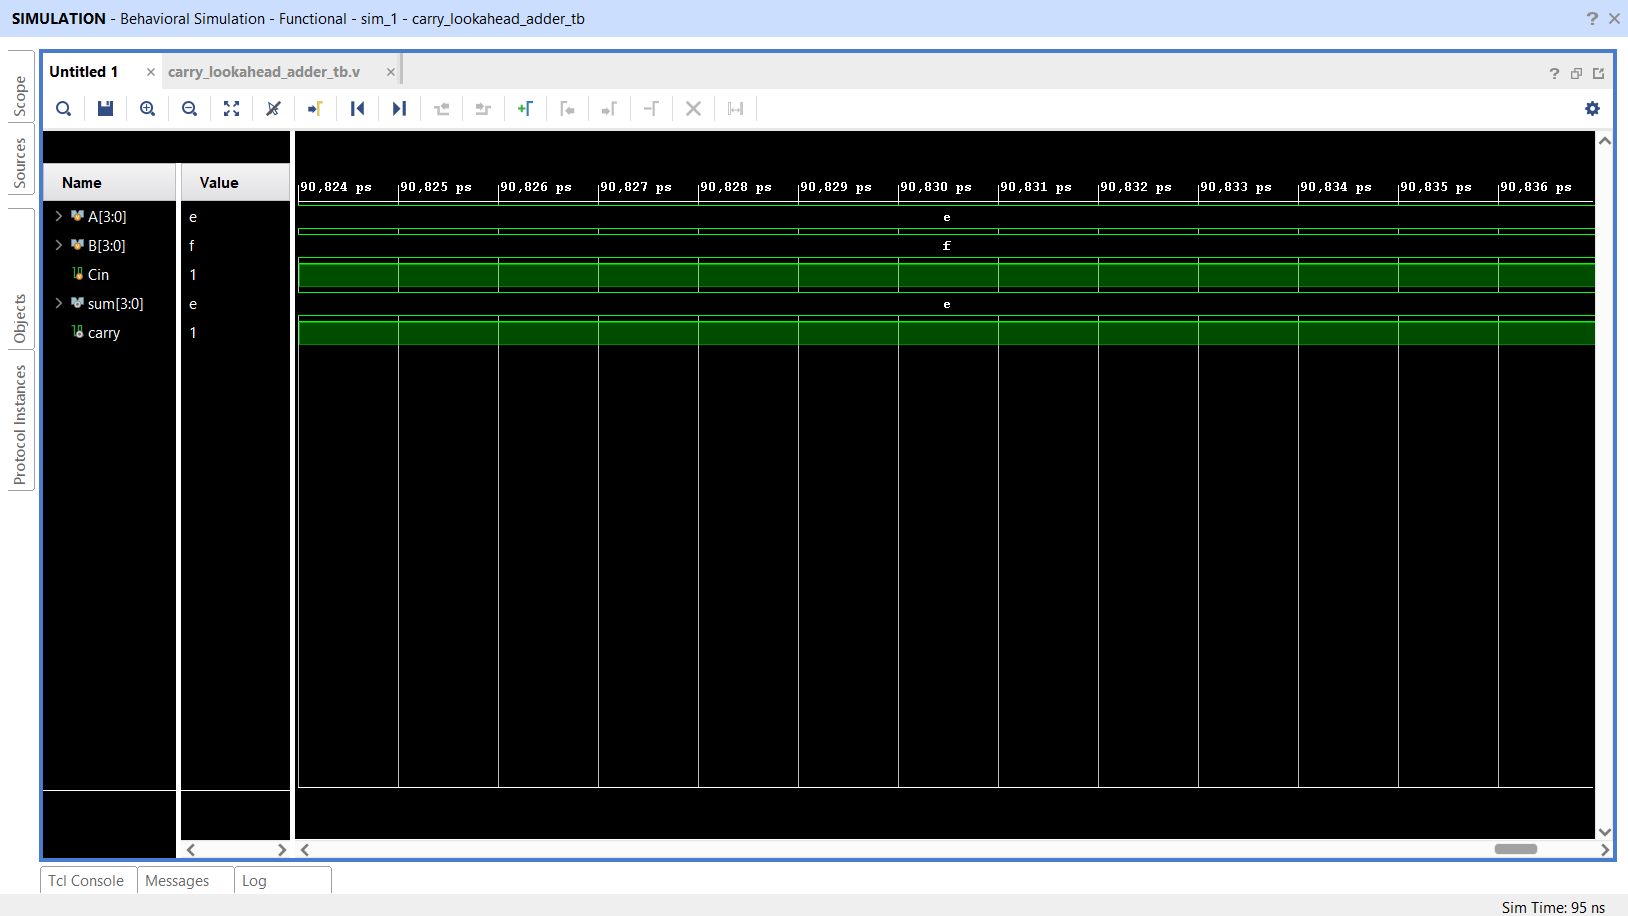 SIMULATION - Behavioral Simulation - Functional - sim_1 - carry_lookahead_adder_tb
Scope
Sources
Objects
Protocol Instances
Untitled 1
carry_lookahead_adder_tb.v
Name Value
90,824 ps 90,825 ps 90,826 ps 90,827 ps 90,828 ps 90,829 ps 90,830 ps 90,831 ps 90,832 ps 90,833 ps 90,834 ps 90,835 ps 90,836 ps
A[3:0] e e
B[3:0] f f
Cin 1
sum[3:0] e e
carry 1
Tcl Console Messages Log
Sim Time: 95 ns